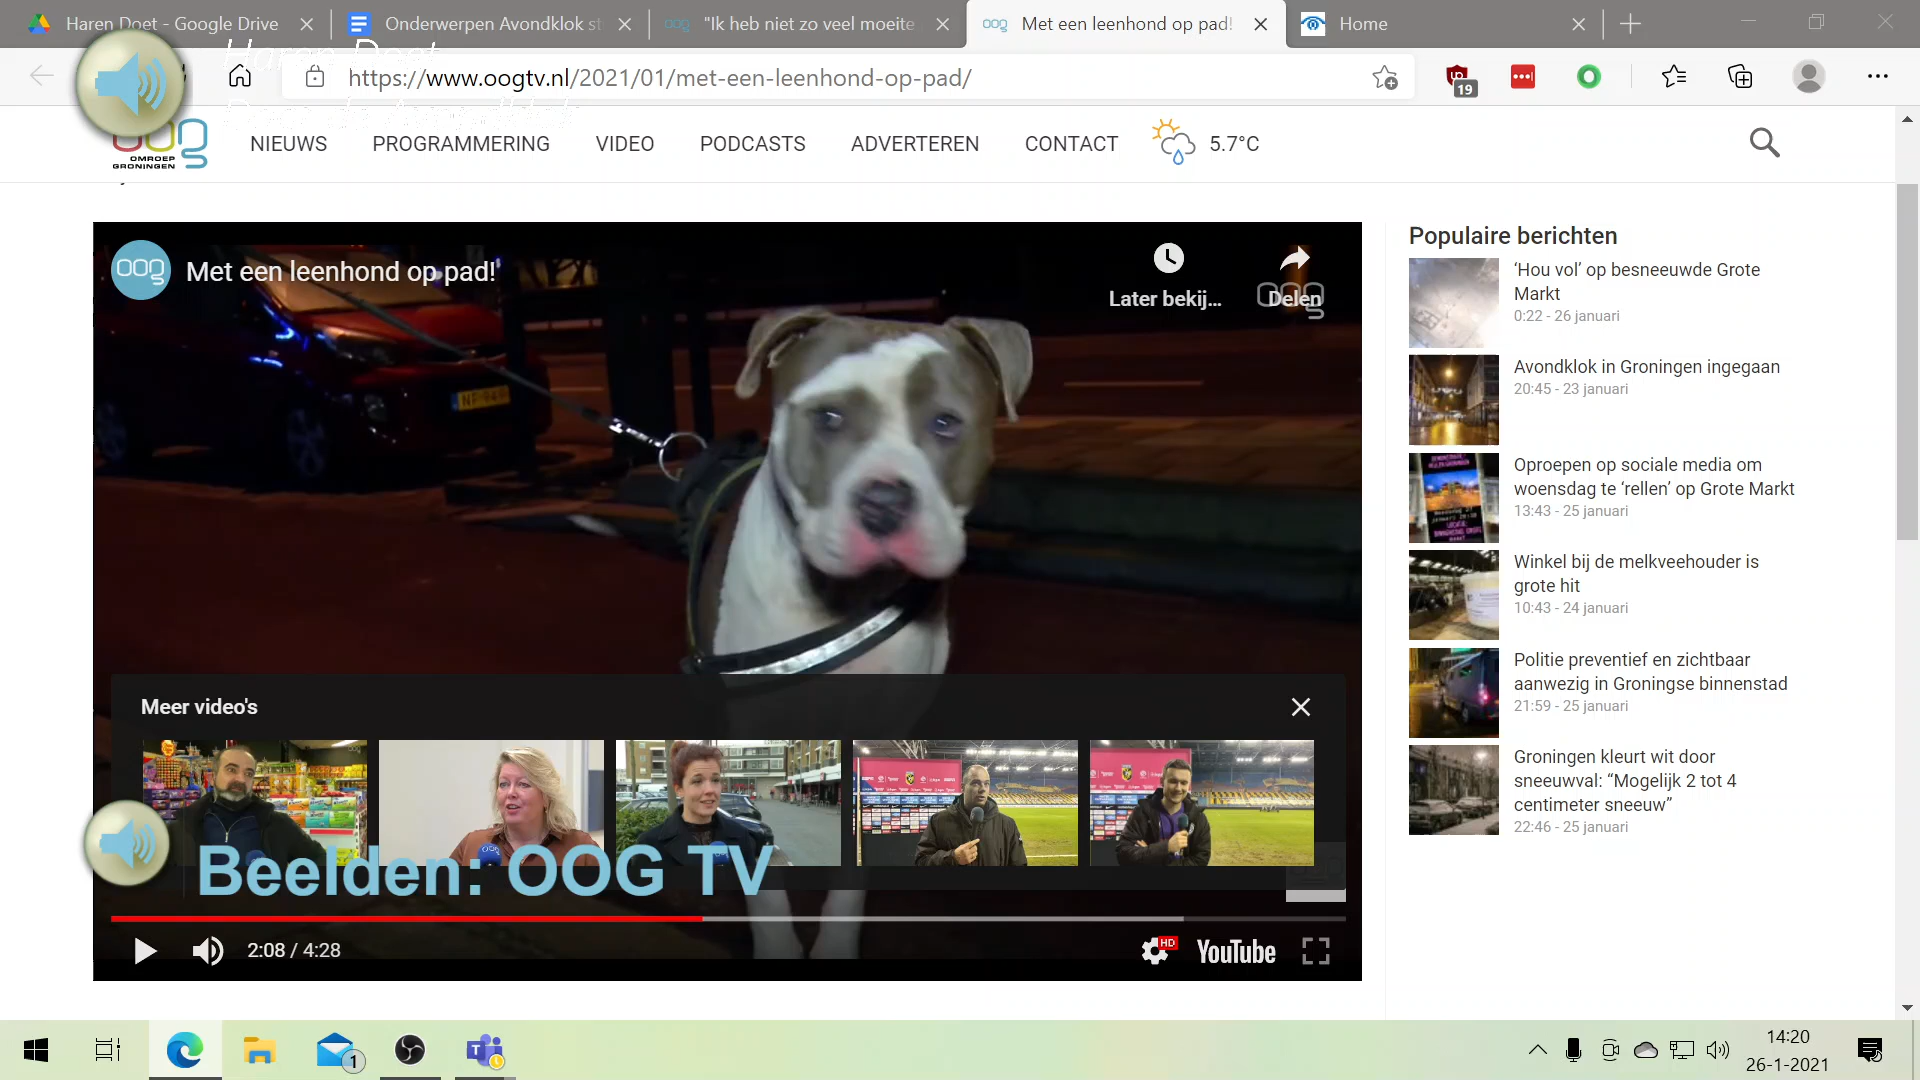 Haren Doet - Google Drive
Onderwerpen Avondklok st
"Ik heb niet zo veel moeite
Met een leenhond op pad!
Home
Haren Doet
https://www.oogtv.nl/2021/01/met-een-leenhond-op-pad/
19
oog
OMROEP
GRONINGEN
NIEUWS
PROGRAMMERING
VIDEO
PODCASTS
ADVERTEREN
CONTACT
5.7°C
oog
Met een leenhond op pad!
Later bekij...
Delen
oog
Meer video's
Beelden: OOG TV
2:08 / 4:28
HD
YouTube
Populaire berichten
‘Hou vol’ op besneeuwde Grote
Markt
0:22 - 26 januari
Avondklok in Groningen ingegaan
20:45 - 23 januari
Oproepen op sociale media om
woensdag te ‘rellen’ op Grote Markt
13:43 - 25 januari
Winkel bij de melkveehouder is
grote hit
10:43 - 24 januari
Politie preventief en zichtbaar
aanwezig in Groningse binnenstad
21:59 - 25 januari
Groningen kleurt wit door
sneeuwval: “Mogelijk 2 tot 4
centimeter sneeuw”
22:46 - 25 januari
1
14:20
26-1-2021